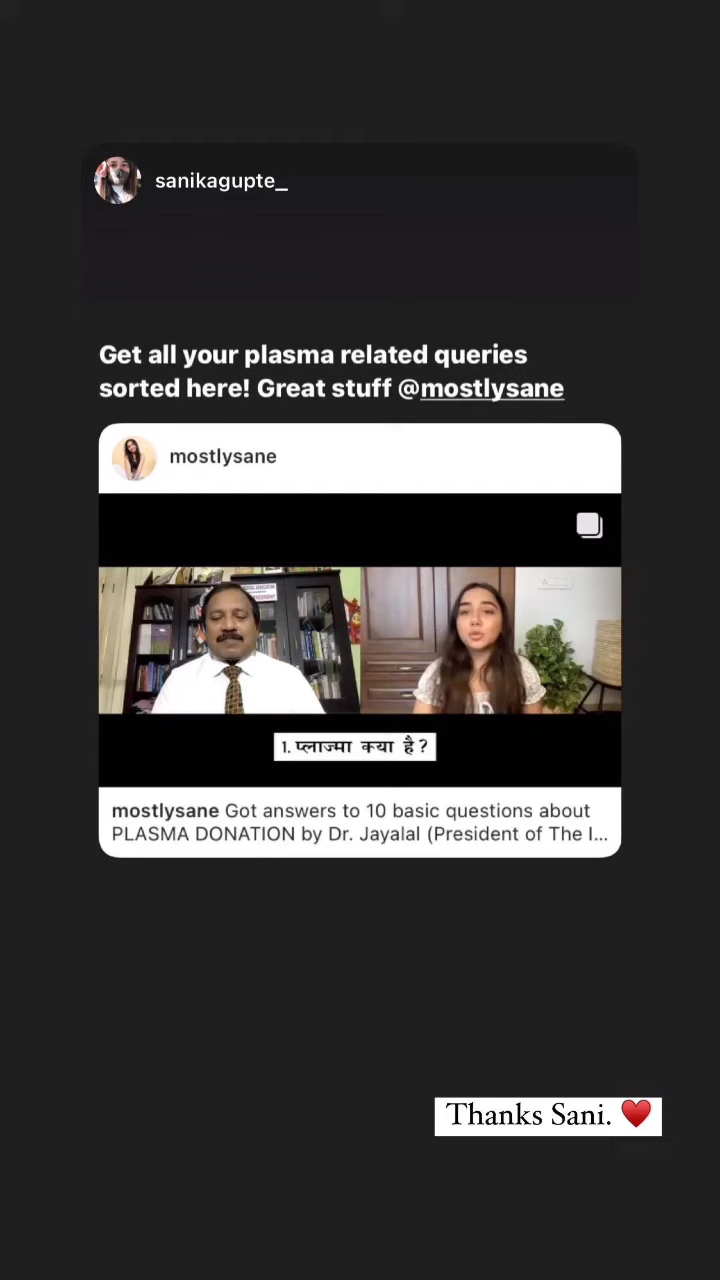 sanikagupte_
Get all your plasma related queries
sorted here! Great stuff @mostlysane
mostlysane
1. प्लाज्मा क्या है?
mostlysane Got answers to 10 basic questions about
PLASMA DONATION by Dr. Jayalal (President of The I...
Thanks Sani. ♥️